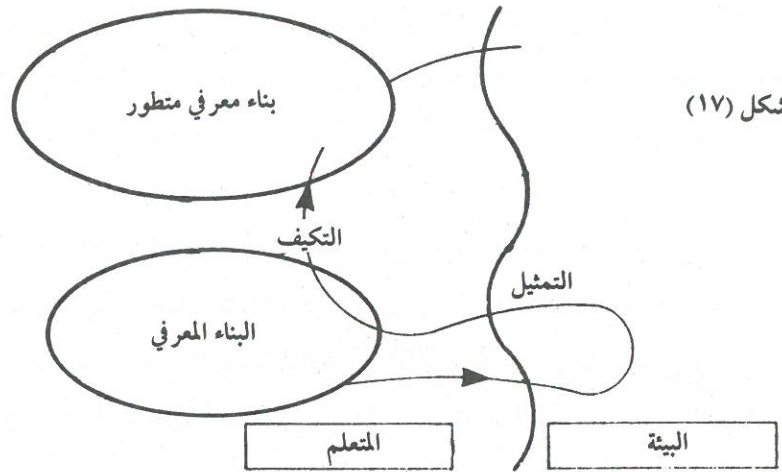 شكل (١٧)
بناء معرفي متطور
التكيف
التمثيل
البناء المعرفي
البيئة
المتعلم